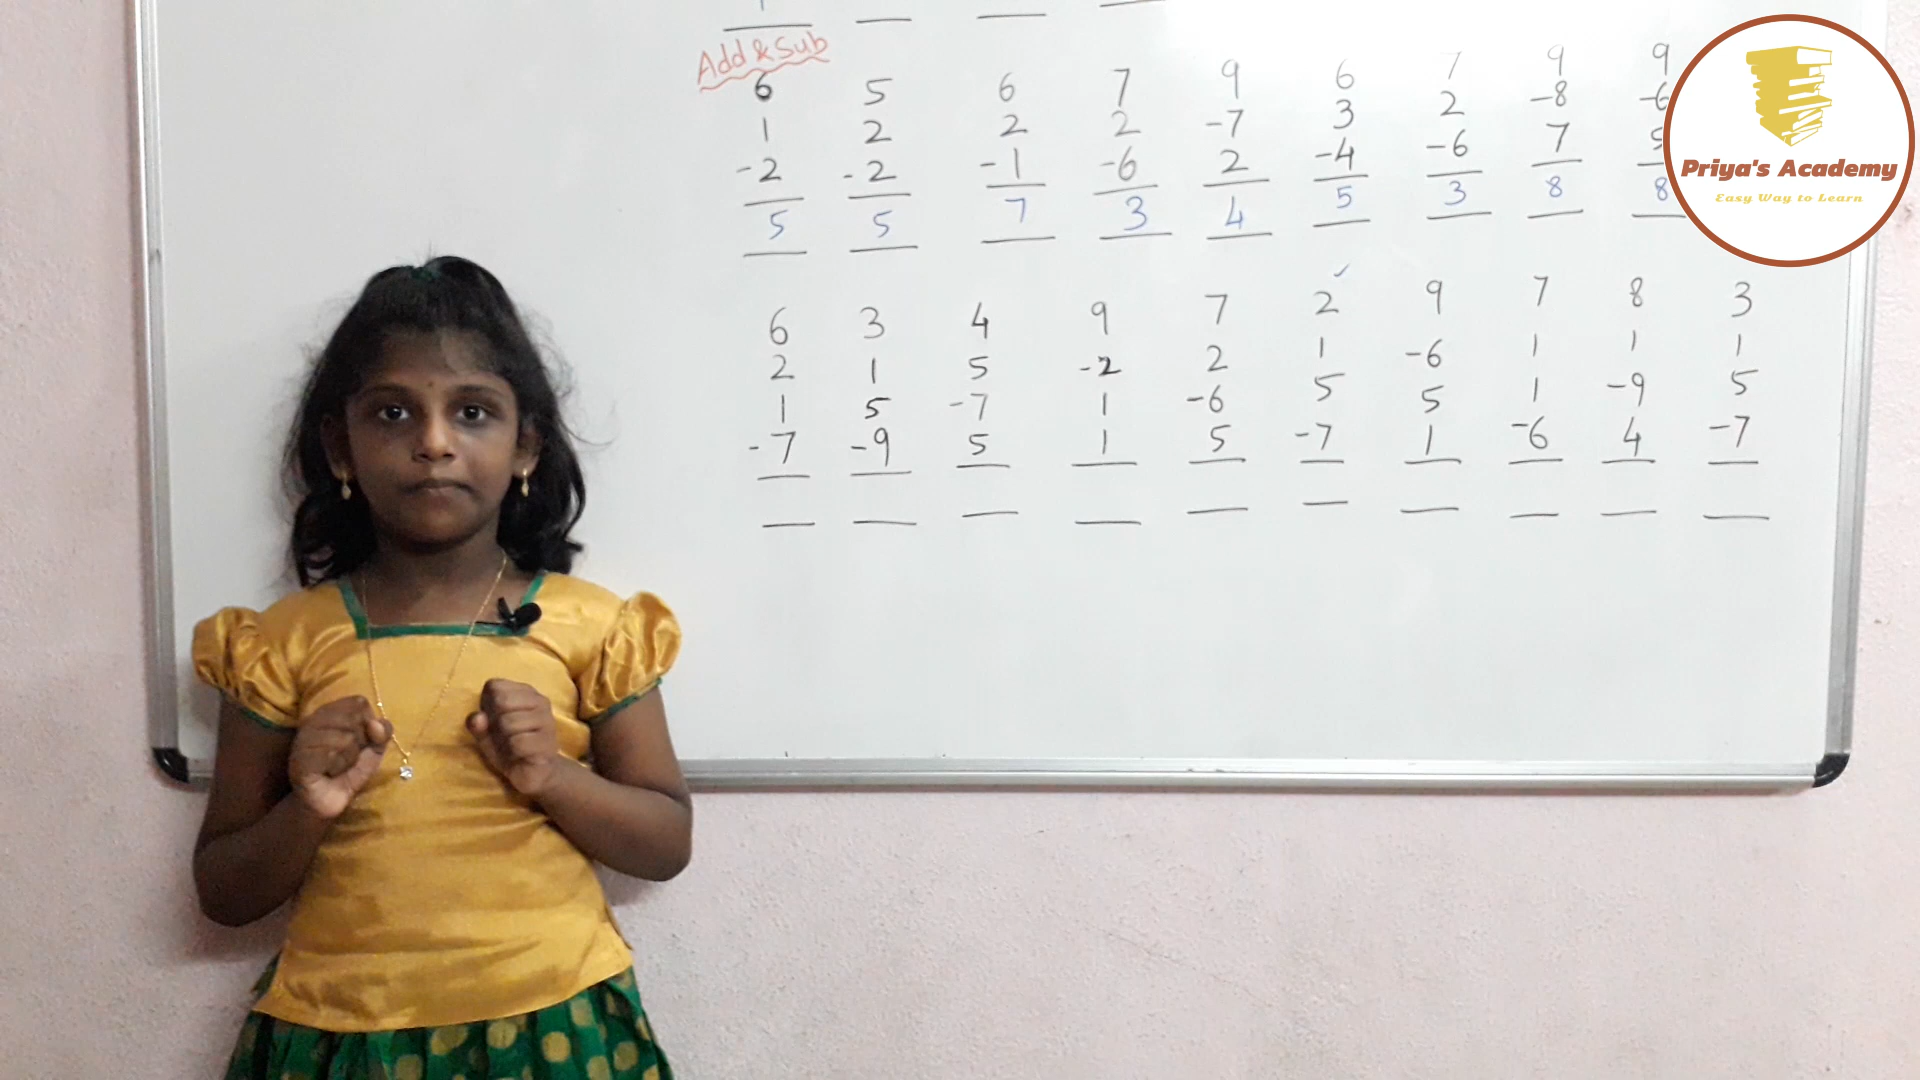 Add & Sub
6 5 6 7 9 6 7 9 9
1 2 2 2 -7 3 2 -8 -6
-2 -2 -1 -6 2 -4 -6 7 5
5 5 7 3 4 5 3 8 8
6 3 4 9 7 2 9 7 8 3
2 1 5 -2 2 1 -6 1 1 1
1 5 -7 1 -6 5 5 1 -9 5
-7 -9 5 1 5 -7 1 -6 4 -7
Priya's Academy
Easy Way to Learn